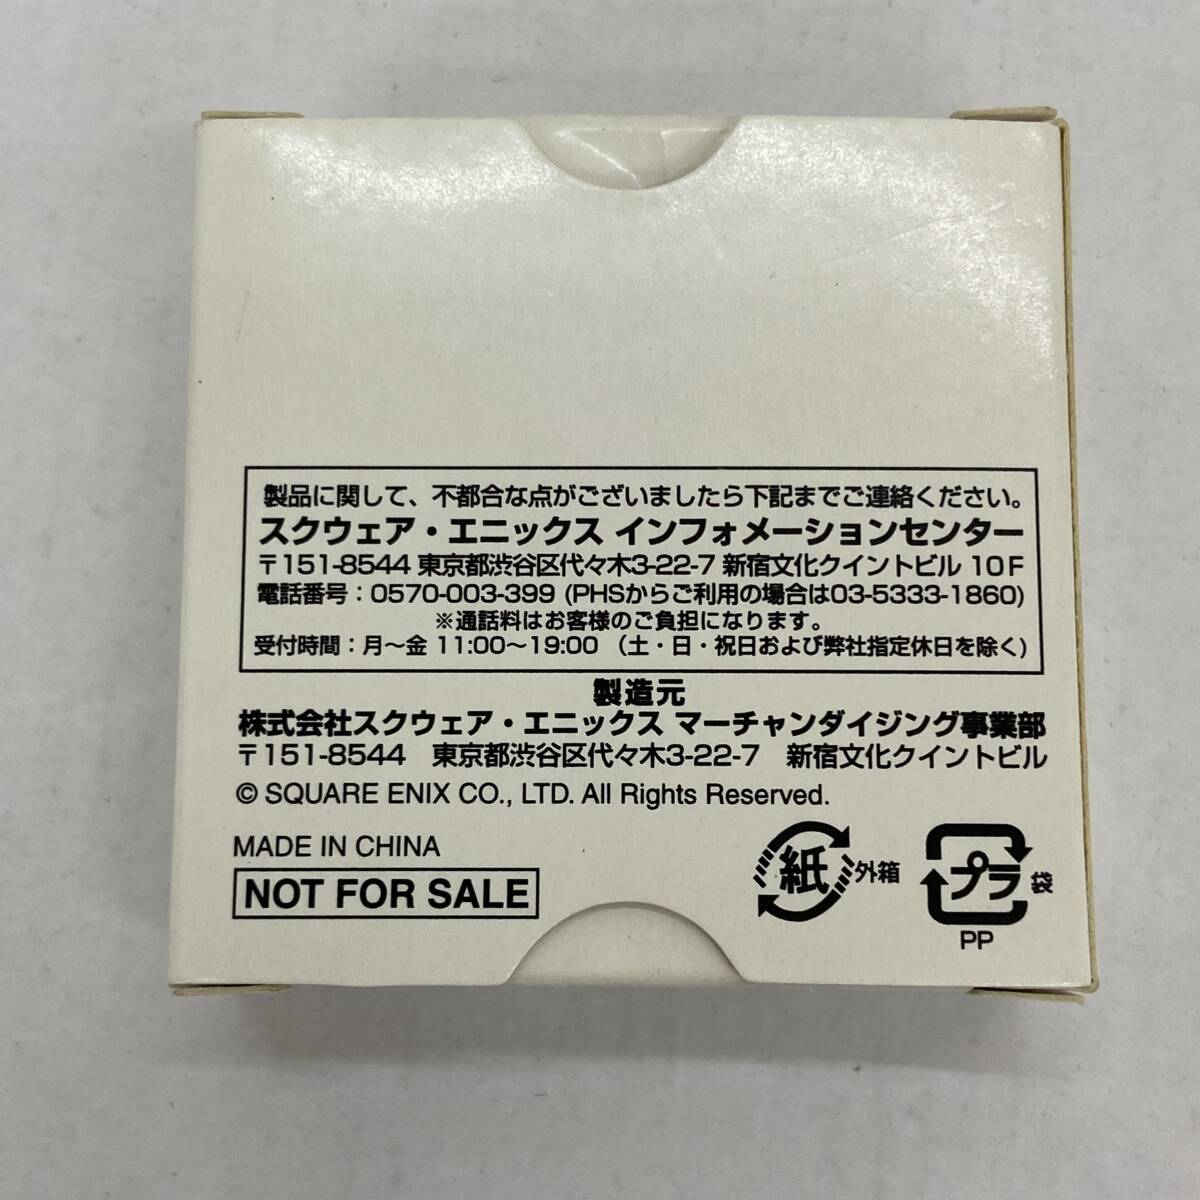 製品に関して、不都合な点がございましたら下記までご連絡ください。
スクウェア・エニックス インフォメーションセンター
〒151-8544 東京都渋谷区代々木3-22-7 新宿文化クイントビル 10F
電話番号：0570-003-399 (PHSからご利用の場合は03-5333-1860)
※通話料はお客様のご負担になります。
受付時間：月〜金 11:00〜19:00 （土・日・祝日および弊社指定休日を除く）
製造元
株式会社スクウェア・エニックス マーチャンダイジング事業部
〒151-8544 東京都渋谷区代々木3-22-7 新宿文化クイントビル
© SQUARE ENIX CO., LTD. All Rights Reserved.
MADE IN CHINA
NOT FOR SALE
紙 外箱
プラ 袋
PP